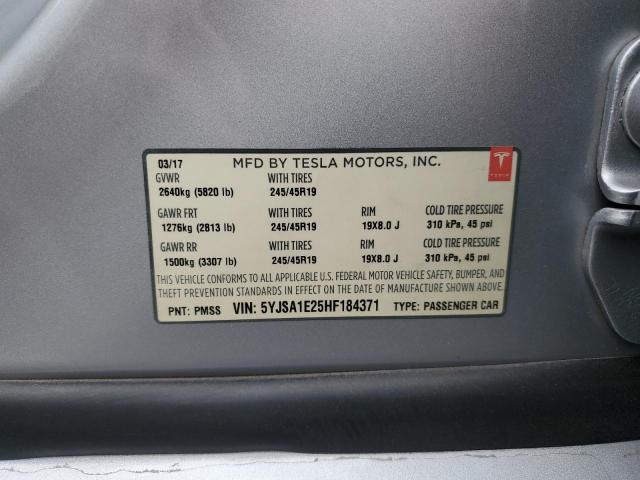 03/17 MFD BY TESLA MOTORS, INC.
TESLA
GVWR WITH TIRES
2640kg (5820 lb) 245/45R19
GAWR FRT WITH TIRES RIM COLD TIRE PRESSURE
1276kg (2813 lb) 245/45R19 19X8.0 J 310 kPa, 45 psi
GAWR RR WITH TIRES RIM COLD TIRE PRESSURE
1500kg (3307 lb) 245/45R19 19X8.0 J 310 kPa, 45 psi
THIS VEHICLE CONFORMS TO ALL APPLICABLE U.S. FEDERAL MOTOR VEHICLE SAFETY, BUMPER, AND
THEFT PREVENTION STANDARDS IN EFFECT ON THE DATE OF MANUFACTURE SHOWN ABOVE.
PNT: PMSS VIN: 5YJSA1E25HF184371 TYPE: PASSENGER CAR